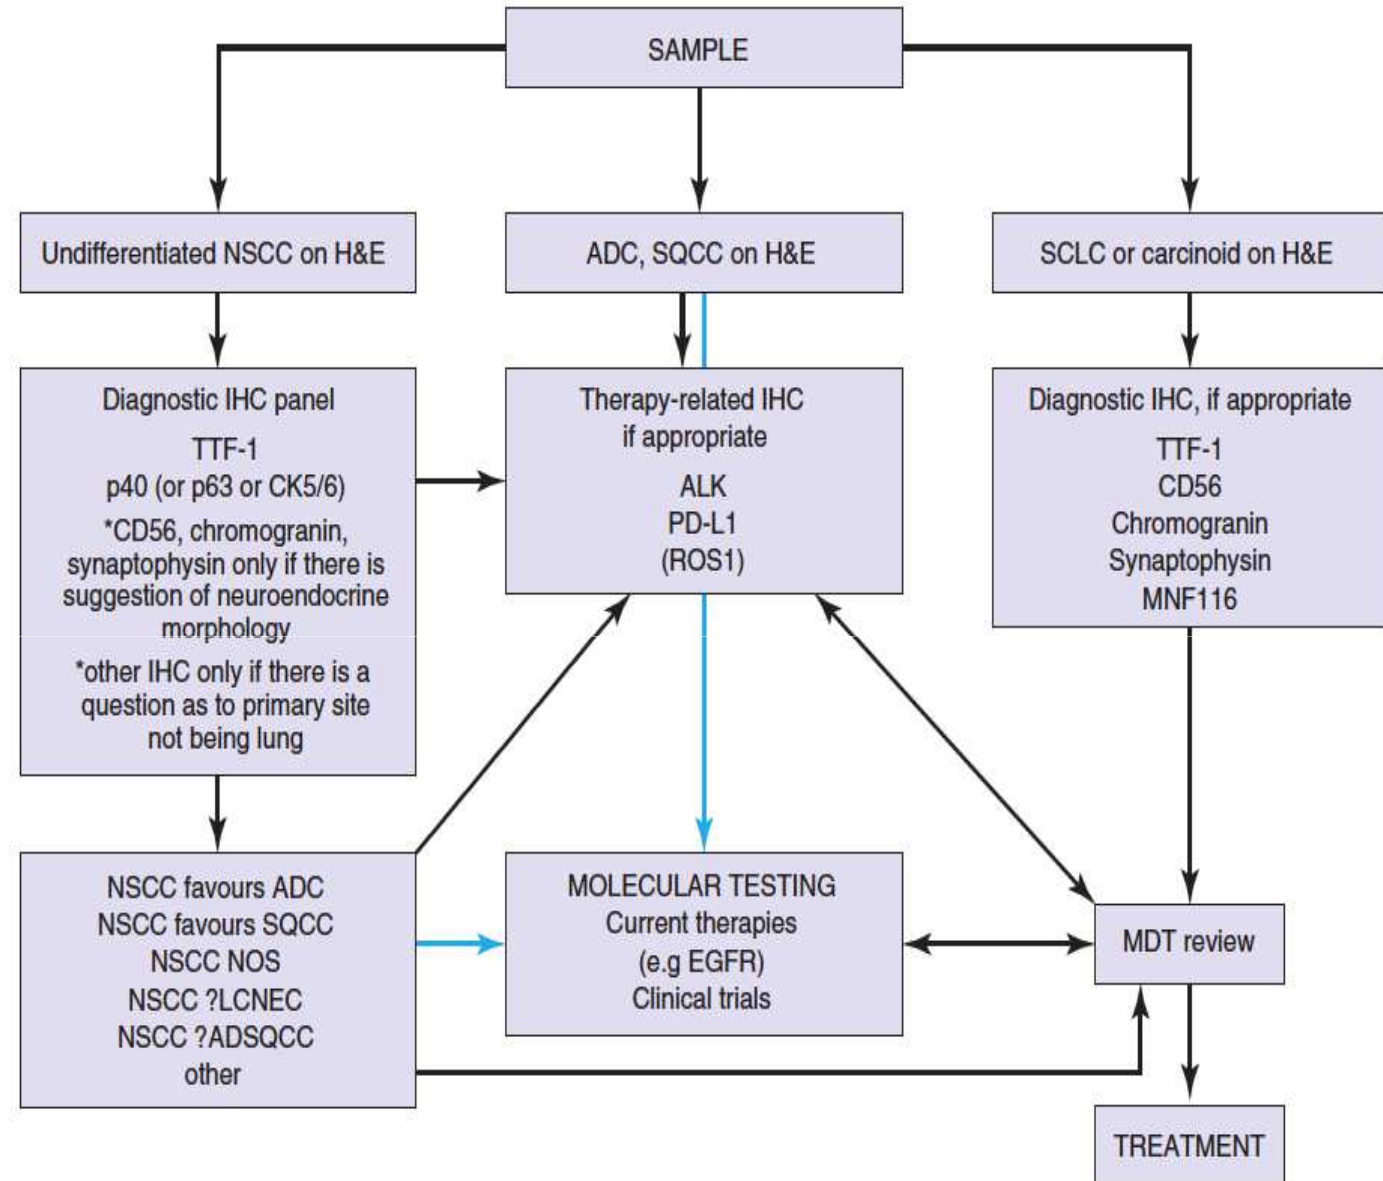 SAMPLE
Undifferentiated NSCC on H&E
ADC, SQCC on H&E
SCLC or carcinoid on H&E
Diagnostic IHC panel
TTF-1
p40 (or p63 or CK5/6)
*CD56, chromogranin,
synaptophysin only if there is
suggestion of neuroendocrine
morphology
*other IHC only if there is a
question as to primary site
not being lung
Therapy-related IHC
if appropriate
ALK
PD-L1
(ROS1)
Diagnostic IHC, if appropriate
TTF-1
CD56
Chromogranin
Synaptophysin
MNF116
NSCC favours ADC
NSCC favours SQCC
NSCC NOS
NSCC ?LCNEC
NSCC ?ADSQCC
other
MOLECULAR TESTING
Current therapies
(e.g EGFR)
Clinical trials
MDT review
TREATMENT